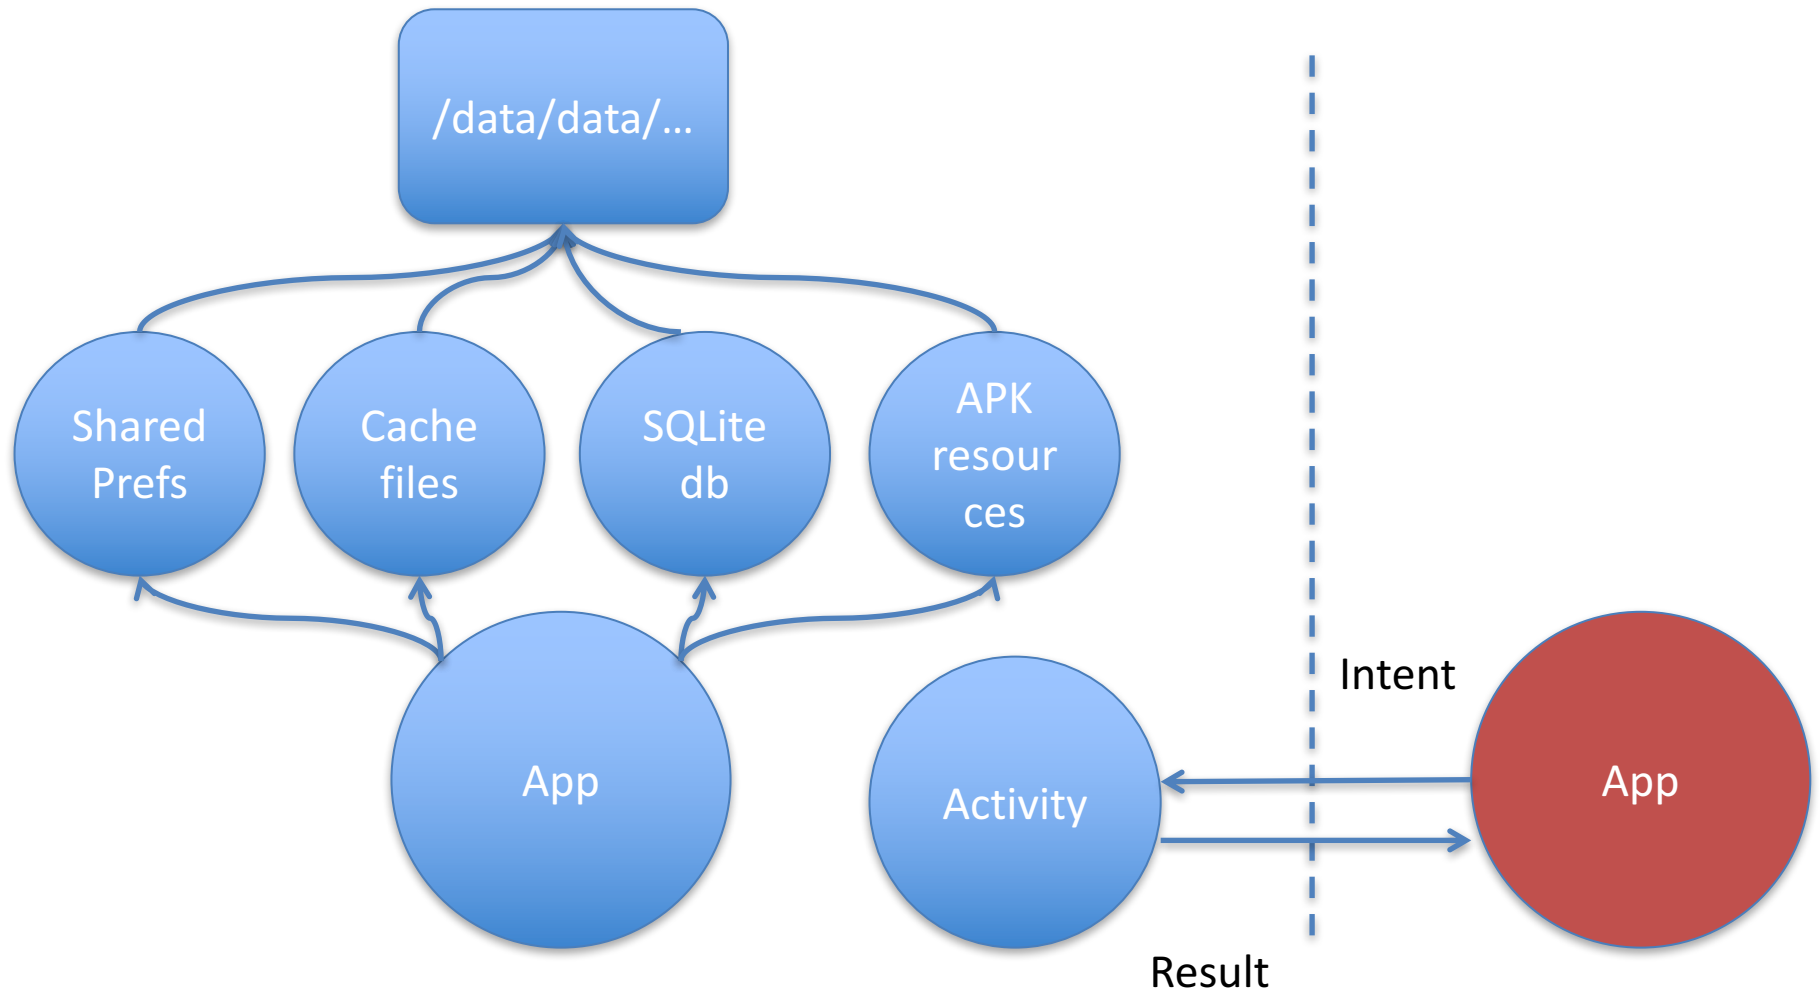 /data/data/…
Shared
Prefs
Cache
files
SQLite
db
APK
resour
ces
App
Activity
Intent
App
Result